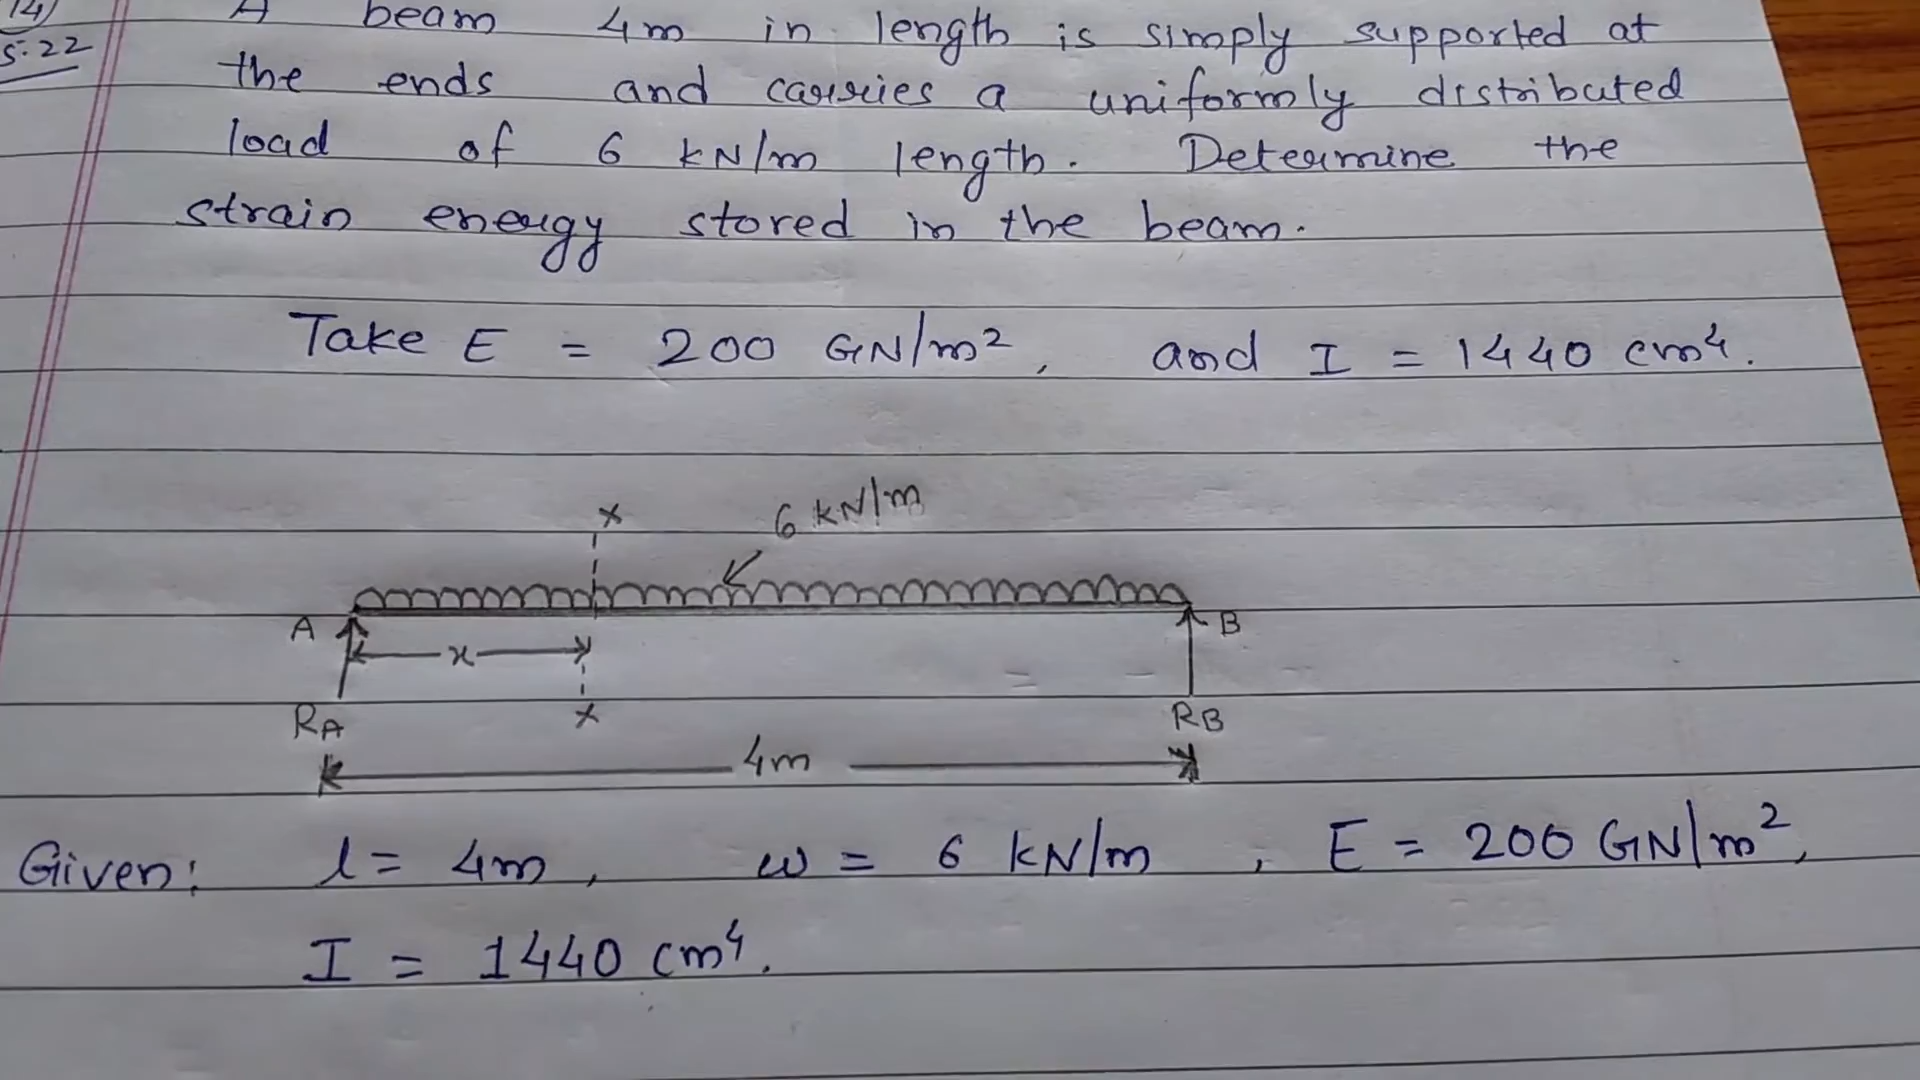 14)
5.22
A beam 4m in length is simply supported at
the ends and carries a uniformly distributed
load of 6 kN/m length. Determine the
strain energy stored in the beam.
Take E = 200 GN/m², and I = 1440 cm⁴.
x 6 kN/m
A B
x
RA x RB
4m
Given: l = 4m, w = 6 kN/m, E = 200 GN/m²,
I = 1440 cm⁴.